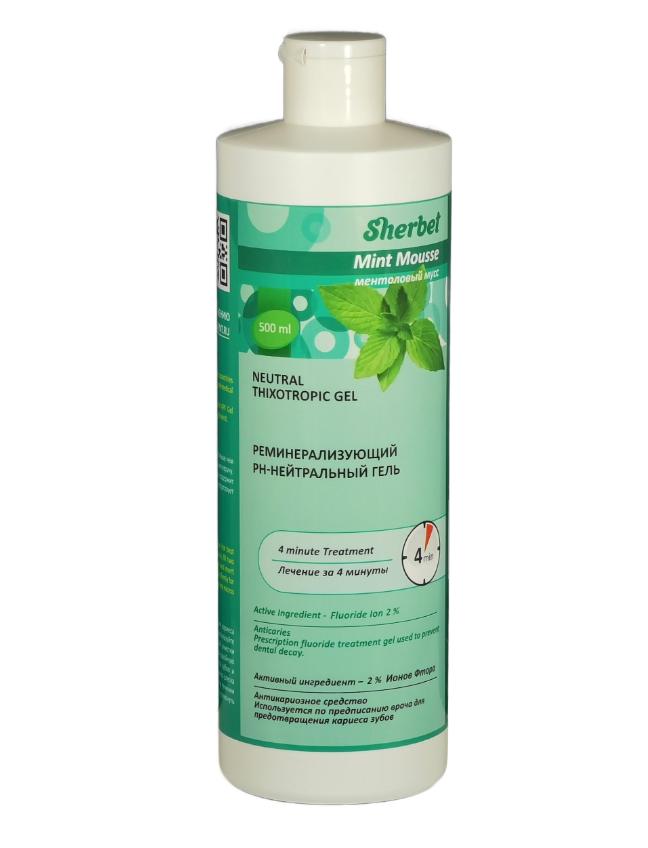 Sherbet
Mint Mousse
ментоловый мусс
500 ml
NEUTRAL
THIXOTROPIC GEL
РЕМИНЕРАЛИЗУЮЩИЙ
PH-НЕЙТРАЛЬНЫЙ ГЕЛЬ
4 minute Treatment
Лечение за 4 минуты
4 min
Active Ingredient - Fluoride Ion 2 %
Anticaries
Prescription fluoride treatment gel used to prevent
dental decay.
Активный ингредиент – 2 % Ионов Фтора
Антикариозное средство
Используется по предписанию врача для
предотвращения кариеса зубов